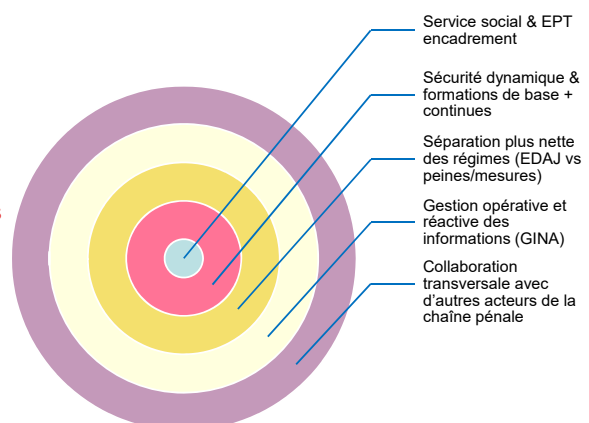 Service social & EPT
encadrement
Sécurité dynamique &
formations de base +
continues
Séparation plus nette
des régimes (EDAJ vs
peines/mesures)
Gestion opérative et
réactive des
informations (GINA)
Collaboration
transversale avec
d'autres acteurs de la
chaîne pénale